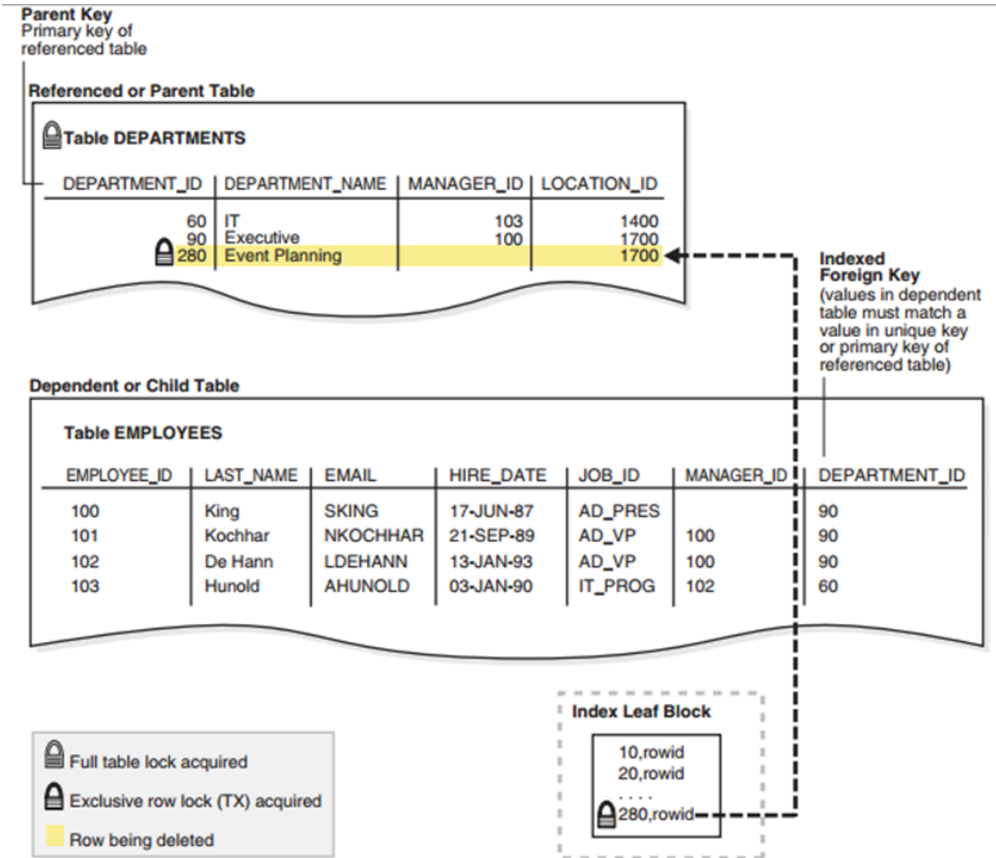 Parent Key
Primary key of
referenced table
Referenced or Parent Table
Table DEPARTMENTS
DEPARTMENT_ID DEPARTMENT_NAME MANAGER_ID LOCATION_ID
60 IT 103 1400
90 Executive 100 1700
280 Event Planning 1700
Indexed
Foreign Key
(values in dependent
table must match a
value in unique key
or primary key of
referenced table)
Dependent or Child Table
Table EMPLOYEES
EMPLOYEE_ID LAST_NAME EMAIL HIRE_DATE JOB_ID MANAGER_ID DEPARTMENT_ID
100 King SKING 17-JUN-87 AD_PRES 90
101 Kochhar NKOCHHAR 21-SEP-89 AD_VP 100 90
102 De Hann LDEHANN 13-JAN-93 AD_VP 100 90
103 Hunold AHUNOLD 03-JAN-90 IT_PROG 102 60
Index Leaf Block
10,rowid
20,rowid
. . . .
280,rowid
Full table lock acquired
Exclusive row lock (TX) acquired
Row being deleted